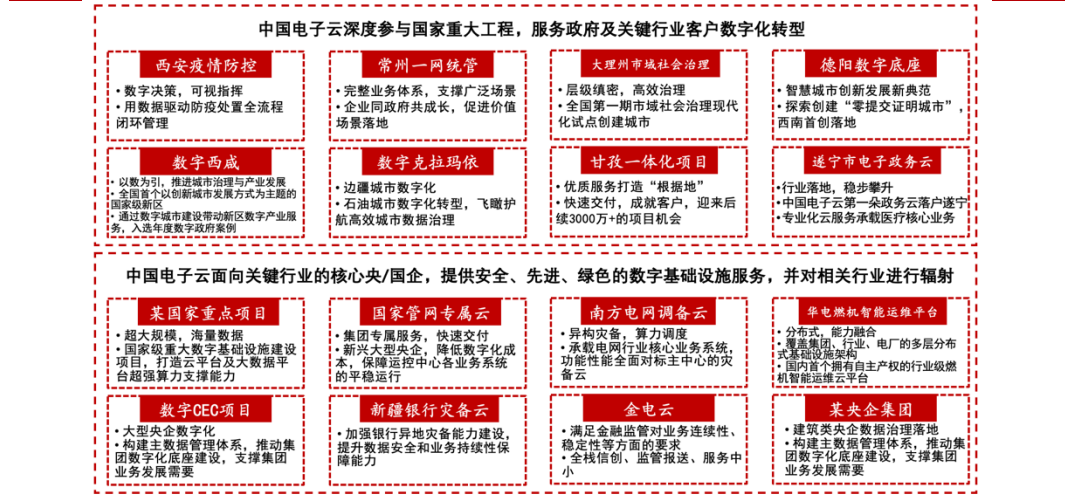 中国电子云深度参与国家重大工程，服务政府及关键行业客户数字化转型
西安疫情防控
• 数字决策，可视指挥
• 用数据驱动防疫处置全流程
闭环管理
常州一网统管
• 完整业务体系，支撑广泛场景
• 企业同政府共成长，促进价值
场景落地
大理州市域社会治理
• 层级缜密，高效治理
• 全国第一期市域社会治理现代
化试点创建城市
德阳数字底座
• 智慧城市创新发展新典范
• 探索创建“零提交证明城市”，
西南首创落地
数字西咸
• 以数为引，推进城市治理与产业发展
• 全国首个以创新城市发展方式为主题的
国家级新区
• 通过数字城市建设带动新区数字产业服
务，入选年度数字政府案例
数字克拉玛依
• 边疆城市数字化
• 石油城市数字化转型，飞瞰护
航高效城市数据治理
甘孜一体化项目
• 优质服务打造“根据地”
• 快速交付，成就客户，迎来后
续3000万+的项目机会
遂宁市电子政务云
•行业落地，稳步攀升
•中国电子云第一朵政务云落户遂宁
•专业化云服务承载医疗核心业务
中国电子云面向关键行业的核心央/国企，提供安全、先进、绿色的数字基础设施服务，并对相关行业进行辐射
某国家重点项目
• 超大规模，海量数据
• 国家级重大数字基础设施建设
项目，打造云平台及大数据平
台超强算力支撑能力
国家管网专属云
• 集团专属服务，快速交付
• 新兴大型央企，降低数字化成
本，保障运控中心各业务系统
的平稳运行
南方电网调备云
• 异构灾备，算力调度
• 承载电网行业核心业务系统，
功能性能全面对标主中心的灾
备云
华电燃机智能运维平台
• 分布式，能力融合
• 覆盖集团、行业、电厂的多层分布
式基础设施架构
• 国内首个拥有自主产权的行业级燃
机智能运维云平台
数字CEC项目
• 大型央企数字化
• 构建主数据管理体系，推动集
团数字化底座建设，支撑集团
业务发展需要
新疆银行灾备云
• 加强银行异地灾备能力建设，
提升数据安全和业务持续性保
障能力
金电云
• 满足金融监管对业务连续性、
稳定性等方面的要求
• 全栈信创、监管报送、服务中
小
某央企集团
• 建筑类央企数据治理落地
• 构建主数据管理体系，推动集
团数字化底座建设，支撑集团
业务发展需要